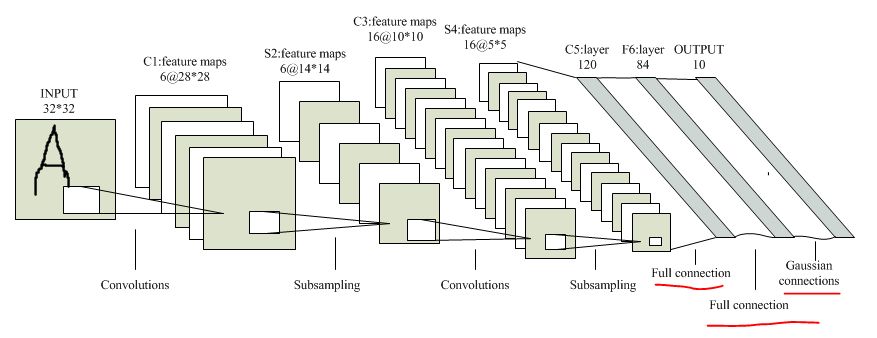 INPUT
32*32
A
C1:feature maps
6@28*28
S2:feature maps
6@14*14
C3:feature maps
16@10*10
S4:feature maps
16@5*5
C5:layer
120
F6:layer
84
OUTPUT
10
Convolutions
Subsampling
Convolutions
Subsampling
Full connection
Full connection
Gaussian
connections